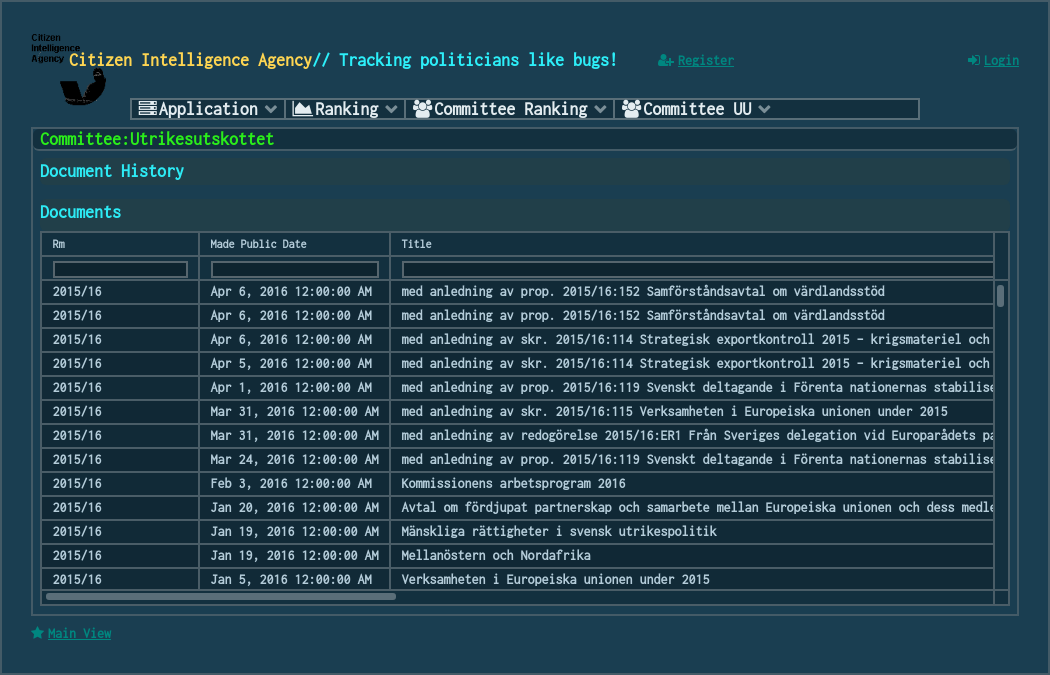 Citizen
Intelligence
Agency
Citizen Intelligence Agency// Tracking politicians like bugs!
Register
Login
Application
Ranking
Committee Ranking
Committee UU
Committee:Utrikesutskottet
Document History
Documents
Rm Made Public Date Title
2015/16 Apr 6, 2016 12:00:00 AM med anledning av prop. 2015/16:152 Samförståndsavtal om värdlandsstöd
2015/16 Apr 6, 2016 12:00:00 AM med anledning av prop. 2015/16:152 Samförståndsavtal om värdlandsstöd
2015/16 Apr 6, 2016 12:00:00 AM med anledning av skr. 2015/16:114 Strategisk exportkontroll 2015 – krigsmateriel och
2015/16 Apr 5, 2016 12:00:00 AM med anledning av skr. 2015/16:114 Strategisk exportkontroll 2015 – krigsmateriel och
2015/16 Apr 1, 2016 12:00:00 AM med anledning av prop. 2015/16:119 Svenskt deltagande i Förenta nationernas stabilise
2015/16 Mar 31, 2016 12:00:00 AM med anledning av skr. 2015/16:115 Verksamheten i Europeiska unionen under 2015
2015/16 Mar 31, 2016 12:00:00 AM med anledning av redogörelse 2015/16:ER1 Från Sveriges delegation vid Europarådets pa
2015/16 Mar 24, 2016 12:00:00 AM med anledning av prop. 2015/16:119 Svenskt deltagande i Förenta nationernas stabilise
2015/16 Feb 3, 2016 12:00:00 AM Kommissionens arbetsprogram 2016
2015/16 Jan 20, 2016 12:00:00 AM Avtal om fördjupat partnerskap och samarbete mellan Europeiska unionen och dess medle
2015/16 Jan 19, 2016 12:00:00 AM Mänskliga rättigheter i svensk utrikespolitik
2015/16 Jan 19, 2016 12:00:00 AM Mellanöstern och Nordafrika
2015/16 Jan 5, 2016 12:00:00 AM Verksamheten i Europeiska unionen under 2015
Main View